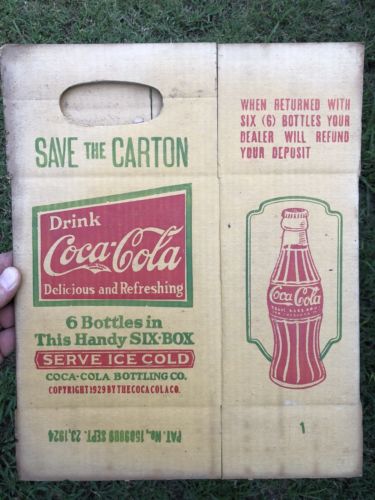 SAVE THE CARTON
Drink
Coca-Cola
Delicious and Refreshing
6 Bottles in
This Handy SIX-BOX
SERVE ICE COLD
COCA-COLA BOTTLING CO.
COPYRIGHT 1929 BY THE COCA COLA CO.
PAT. No. SEPT. 23, 1924
WHEN RETURNED WITH
SIX (6) BOTTLES YOUR
DEALER WILL REFUND
YOUR DEPOSIT
Coca-Cola
1